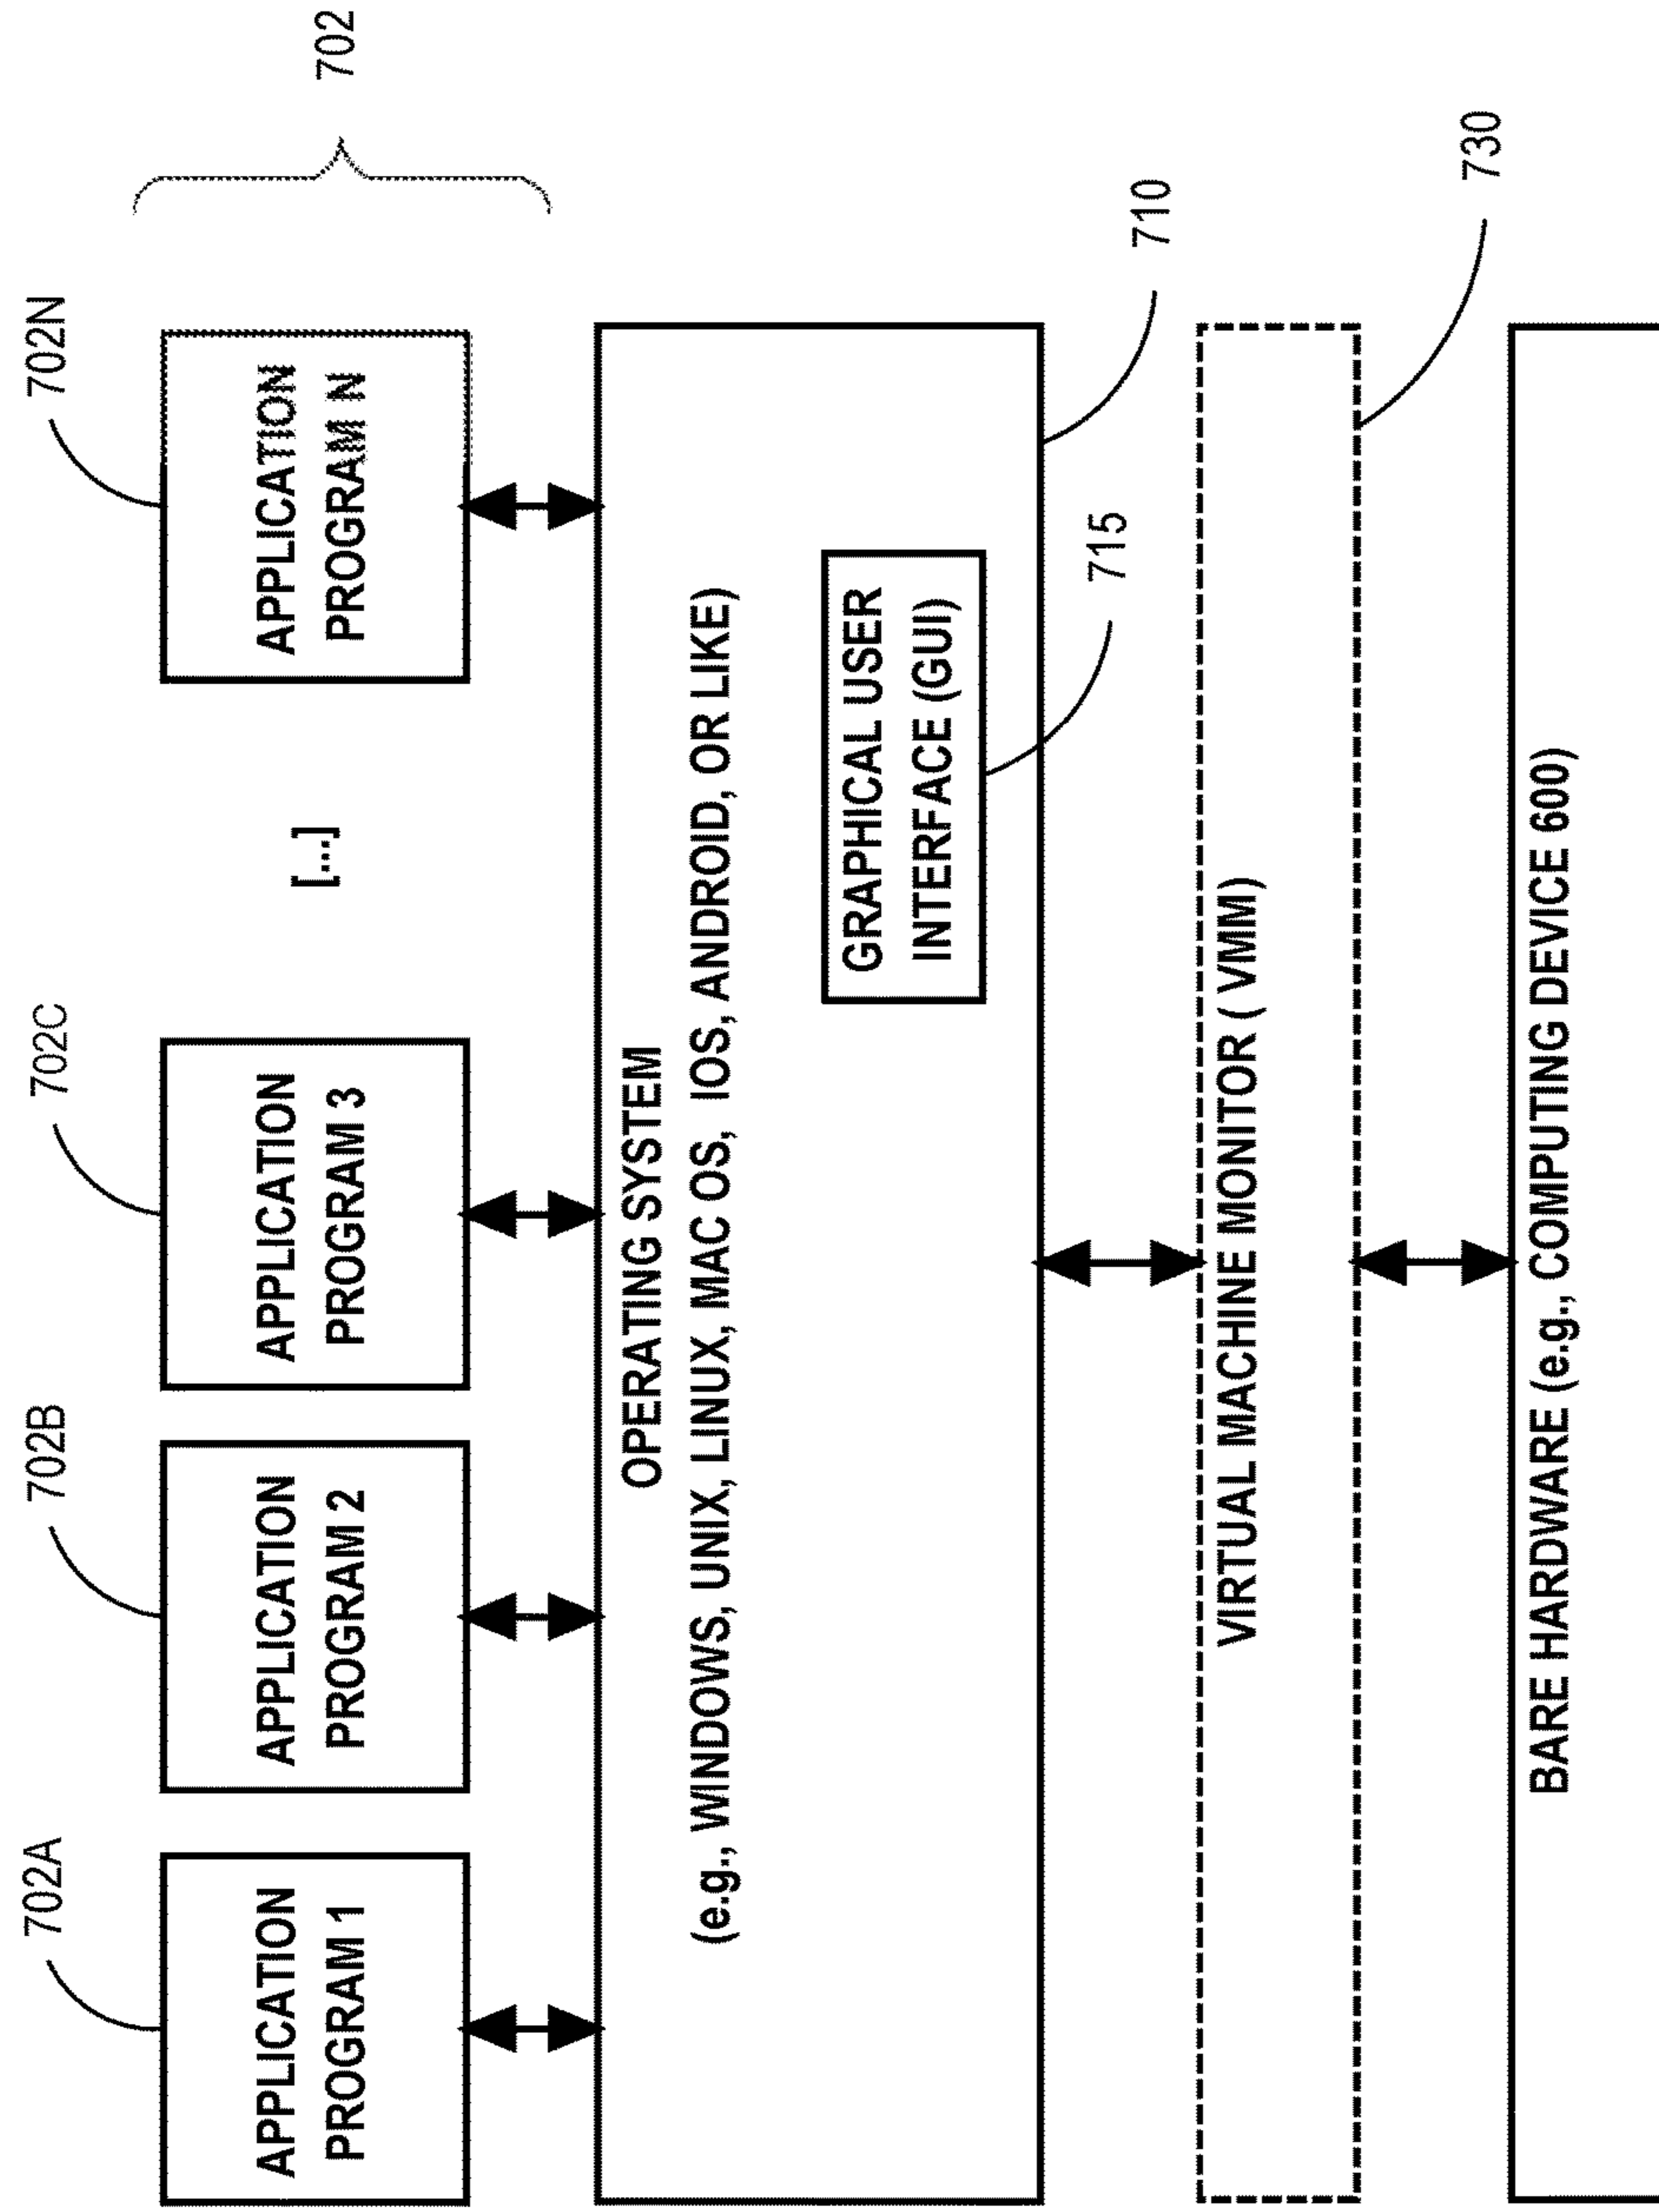 702A
702B
702C
702N
702
APPLICATION
PROGRAM 1
APPLICATION
PROGRAM 2
APPLICATION
PROGRAM 3
[...]
APPLICATION
PROGRAM N
OPERATING SYSTEM
(e.g., WINDOWS, UNIX, LINUX, MAC OS, IOS, ANDROID, OR LIKE)
GRAPHICAL USER
INTERFACE (GUI)
715
710
VIRTUAL MACHINE MONITOR ( VMM)
730
BARE HARDWARE (e.g., COMPUTING DEVICE 600)